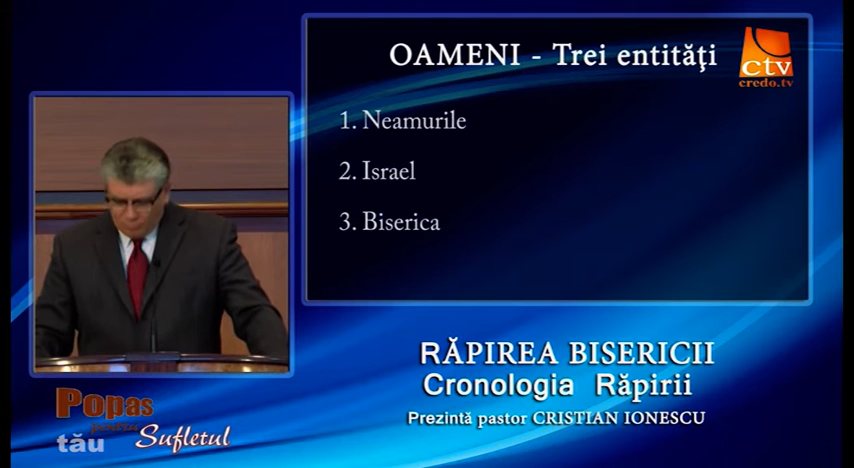 OAMENI - Trei entităţi
ctv
credo.tv
1. Neamurile
2. Israel
3. Biserica
RĂPIREA BISERICII
Cronologia Răpirii
Prezintă pastor CRISTIAN IONESCU
Popas
pentru
tău Sufletul